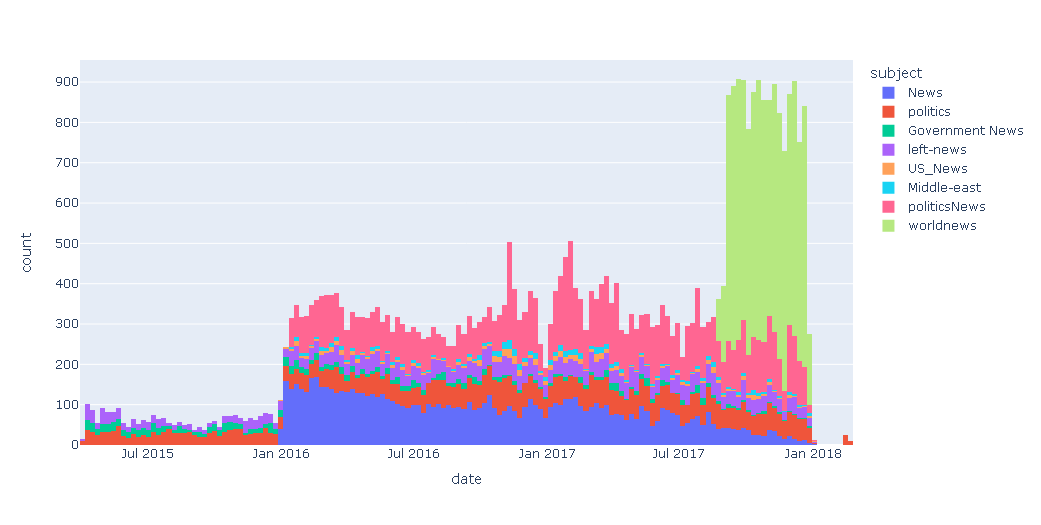 subject
News
politics
Government News
left-news
US_News
Middle-east
politicsNews
worldnews
900
800
700
600
500
400
300
200
100
0
count
Jul 2015
Jan 2016
Jul 2016
Jan 2017
Jul 2017
Jan 2018
date